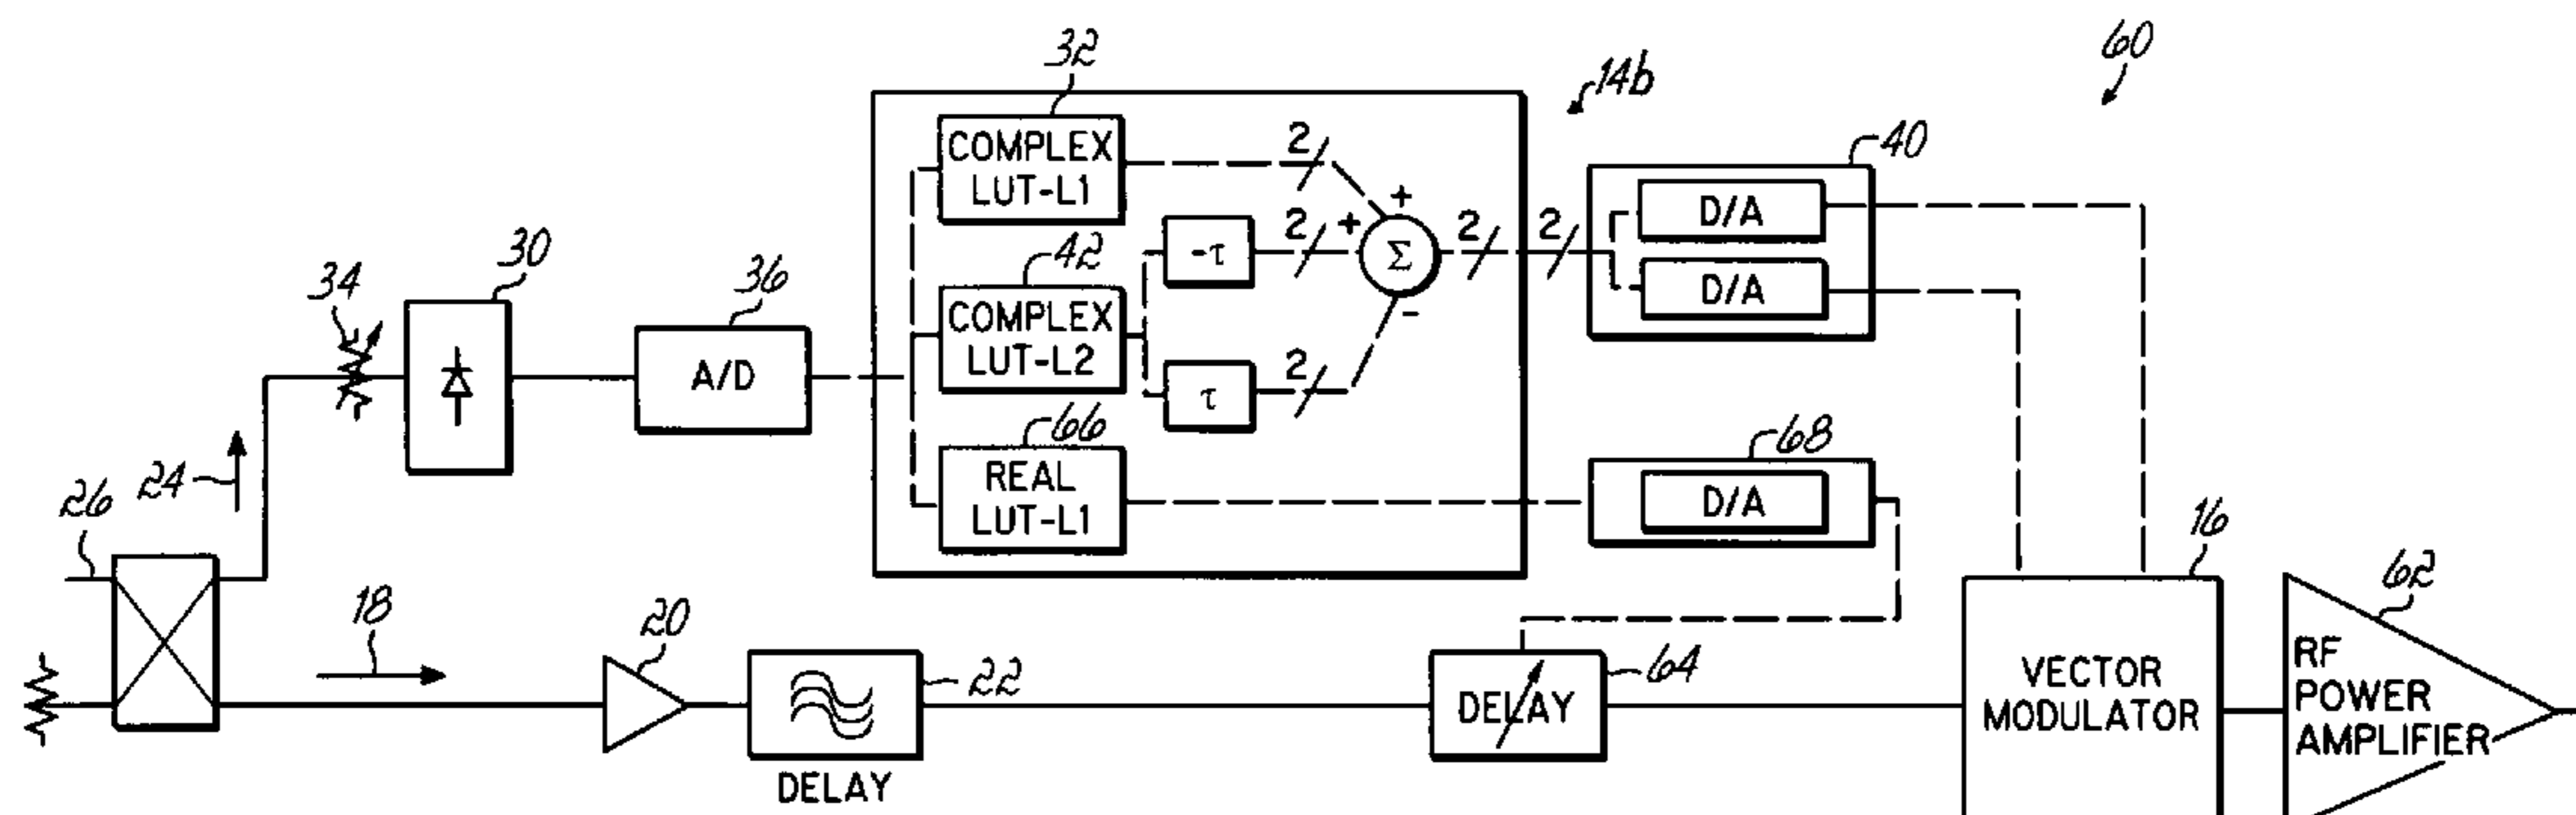 60
32
14b
COMPLEX
LUT-L1
2
+
40
D/A
30
36
34
42
-τ
2
+
Σ
2
2
D/A
COMPLEX
LUT-L2
-
A/D
τ
2
66
68
24
REAL
LUT-L1
D/A
26
16
18
20
22
64
62
DELAY
VECTOR
MODULATOR
RF
POWER
AMPLIFIER
DELAY